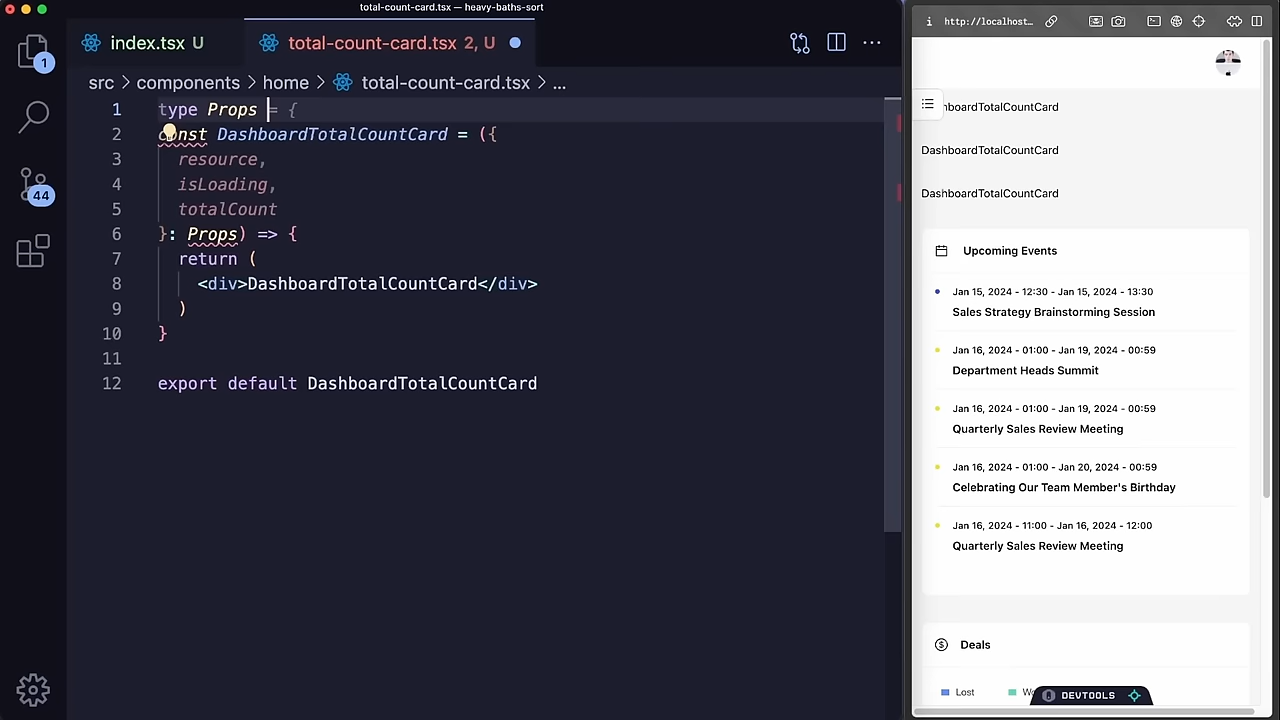 total-count-card.tsx — heavy-baths-sort
index.tsx U
total-count-card.tsx 2, U
src > components > home > total-count-card.tsx > ...
1 type Props = {
2 const DashboardTotalCountCard = ({
3 resource,
4 isLoading,
5 totalCount
6 }: Props) => {
7 return (
8 <div>DashboardTotalCountCard</div>
9 )
10 }
11
12 export default DashboardTotalCountCard
1
44
http://localhost…
DashboardTotalCountCard
DashboardTotalCountCard
Upcoming Events
Jan 15, 2024 - 12:30 - Jan 15, 2024 - 13:30
Sales Strategy Brainstorming Session
Jan 16, 2024 - 01:00 - Jan 19, 2024 - 00:59
Department Heads Summit
Jan 16, 2024 - 01:00 - Jan 19, 2024 - 00:59
Quarterly Sales Review Meeting
Jan 16, 2024 - 01:00 - Jan 20, 2024 - 00:59
Celebrating Our Team Member's Birthday
Jan 16, 2024 - 11:00 - Jan 16, 2024 - 12:00
Quarterly Sales Review Meeting
Deals
Lost
DEVTOOLS